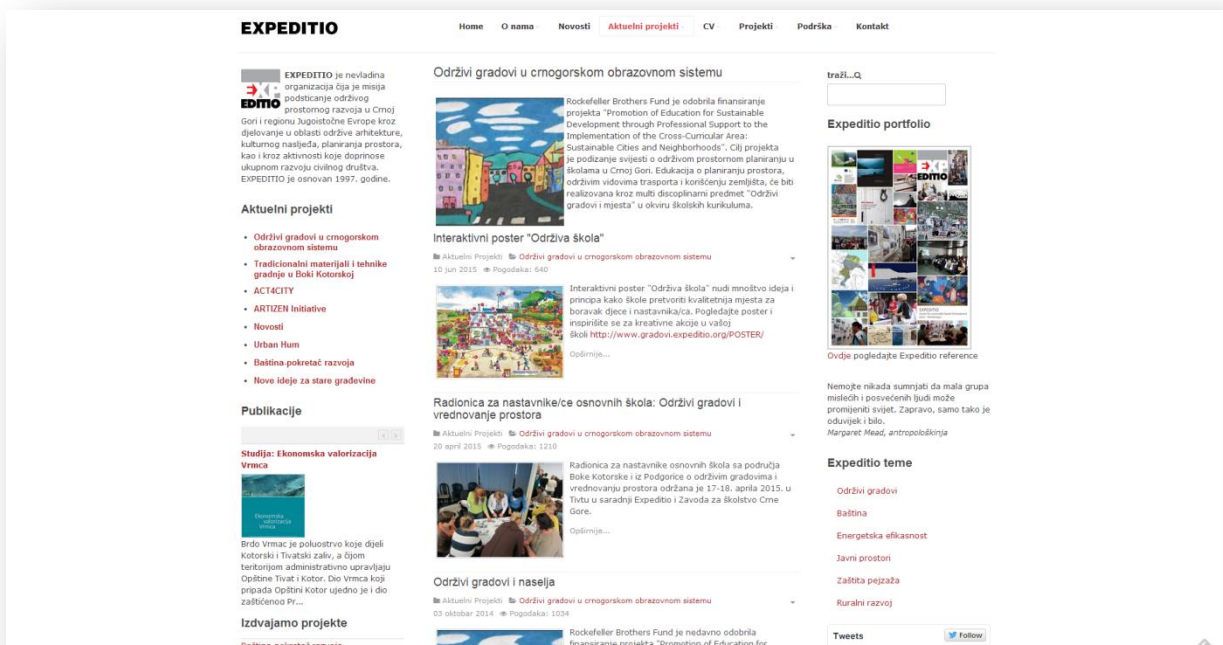 EXPEDITIO
Home O nama Novosti Aktuelni projekti CV Projekti Podrška Kontakt
EXPEDITIO je nevladina
organizacija čija je misija
podsticanje održivog
prostornog razvoja u Crnoj
Gori i regionu Jugoistočne Evrope kroz
djelovanje u oblasti održive arhitekture,
kulturnog nasljeđa, planiranja prostora,
kao i kroz aktivnosti koje doprinose
ukupnom razvoju civilnog društva.
EXPEDITIO je osnovan 1997. godine.
Aktuelni projekti
Održivi gradovi u crnogorskom
obrazovnom sistemu
Tradicionalni materijali i tehnike
gradnje u Boki Kotorskoj
ACT4CITY
ARTIZEN Initiative
Novosti
Urban Hum
Baština-pokretač razvoja
Nove ideje za stare građevine
Publikacije
Studija: Ekonomska valorizacija
Vrmca
Ekonomska
valorizacija
Vrmca
Brdo Vrmac je poluostrvo koje dijeli
Kotorski i Tivatski zaliv, a čijom
teritorijom administrativno upravljaju
Opštine Tivat i Kotor. Dio Vrmca koji
pripada Opštini Kotor ujedno je i dio
zaštićenog Pr...
Izdvajamo projekte
Baština-pokretač razvoja
Održivi gradovi u crnogorskom obrazovnom sistemu
Rockefeller Brothers Fund je odobrila finansiranje
projekta "Promotion of Education for Sustainable
Development through Professional Support to the
Implementation of the Cross-Curricular Area:
Sustainable Cities and Neighborhoods". Cilj projekta
je podizanje svijesti o održivom prostornom planiranju u
školama u Crnoj Gori. Edukacija o planiranju prostora,
održivim vidovima trasporta i korišćenju zemljišta, će biti
realizovana kroz multi discoplinarni predmet "Održivi
gradovi i mjesta" u okviru školskih kurikuluma.
Interaktivni poster "Održiva škola"
Aktuelni Projekti Održivi gradovi u crnogorskom obrazovnom sistemu
10 jun 2015 Pogodaka: 640
Interaktivni poster "Održiva škola" nudi mnoštvo ideja i
principa kako škole pretvoriti kvalitetnija mjesta za
boravak djece i nastavnika/ca. Pogledajte poster i
inspirišite se za kreativne akcije u vašoj
školi http://www.gradovi.expeditio.org/POSTER/
Opširnije...
Radionica za nastavnike/ce osnovnih škola: Održivi gradovi i
vrednovanje prostora
Aktuelni Projekti Održivi gradovi u crnogorskom obrazovnom sistemu
20 april 2015 Pogodaka: 1210
Radionica za nastavnike osnovnih škola sa područja
Boke Kotorske i iz Podgorice o održivim gradovima i
vrednovanju prostora održana je 17-18. aprila 2015. u
Tivtu u saradnji Expeditio i Zavoda za školstvo Crne
Gore.
Opširnije...
Održivi gradovi i naselja
Aktuelni Projekti Održivi gradovi u crnogorskom obrazovnom sistemu
03 oktobar 2014 Pogodaka: 1034
Rockefeller Brothers Fund je nedavno odobrila
finansiranje projekta "Promotion of Education for
traži...
Expeditio portfolio
EXPEDITIO
Ovdje pogledajte Expeditio reference
Nemojte nikada sumnjati da mala grupa
mislećih i posvećenih ljudi može
promijeniti svijet. Zapravo, samo tako je
oduvijek i bilo.
Margaret Mead, antropološkinja
Expeditio teme
Održivi gradovi
Baština
Energetska efikasnost
Javni prostori
Zaštita pejzaža
Ruralni razvoj
Tweets Follow